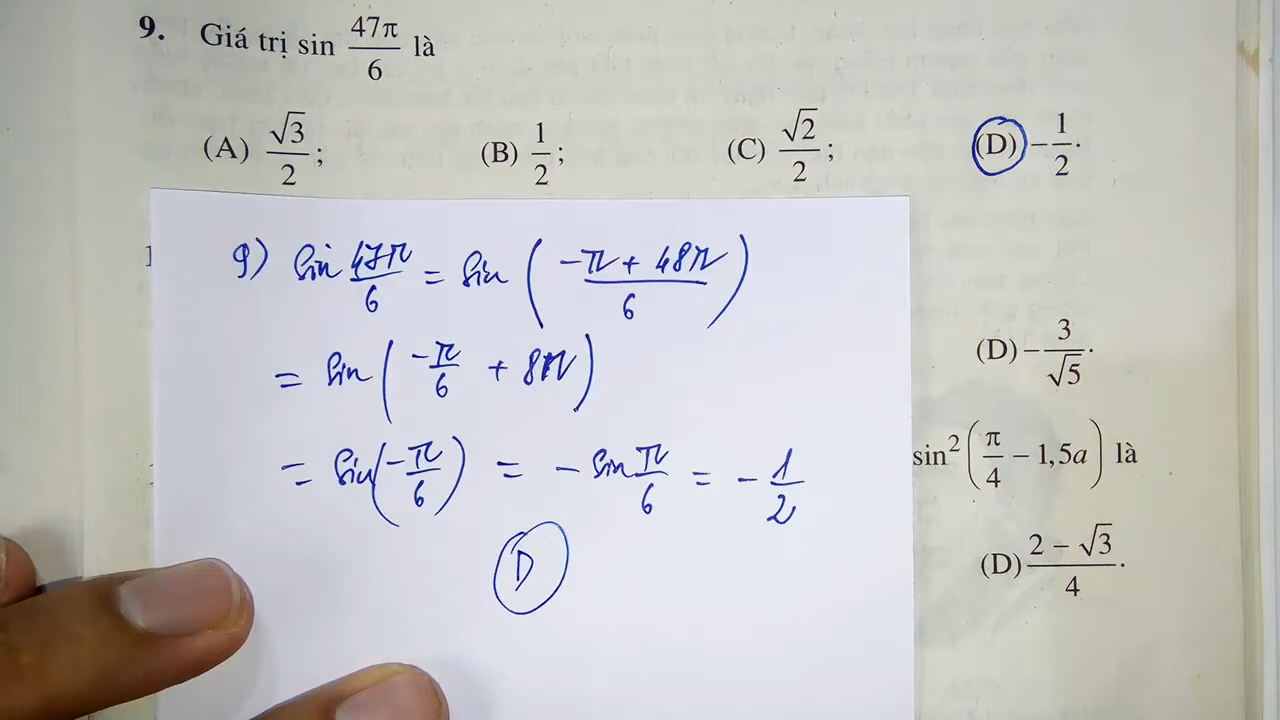 9. Giá trị sin 47π/6 là
(A) √3/2; (B) 1/2; (C) √2/2; (D) -1/2.
9) sin 47π/6 = sin ( (-π + 48π)/6 )
= sin ( -π/6 + 8π )
(D) -3/√5.
= sin(-π/6) = - sin π/6 = - 1/2
sin²(π/4 - 1,5a) là
D
(D) (2 - √3)/4.